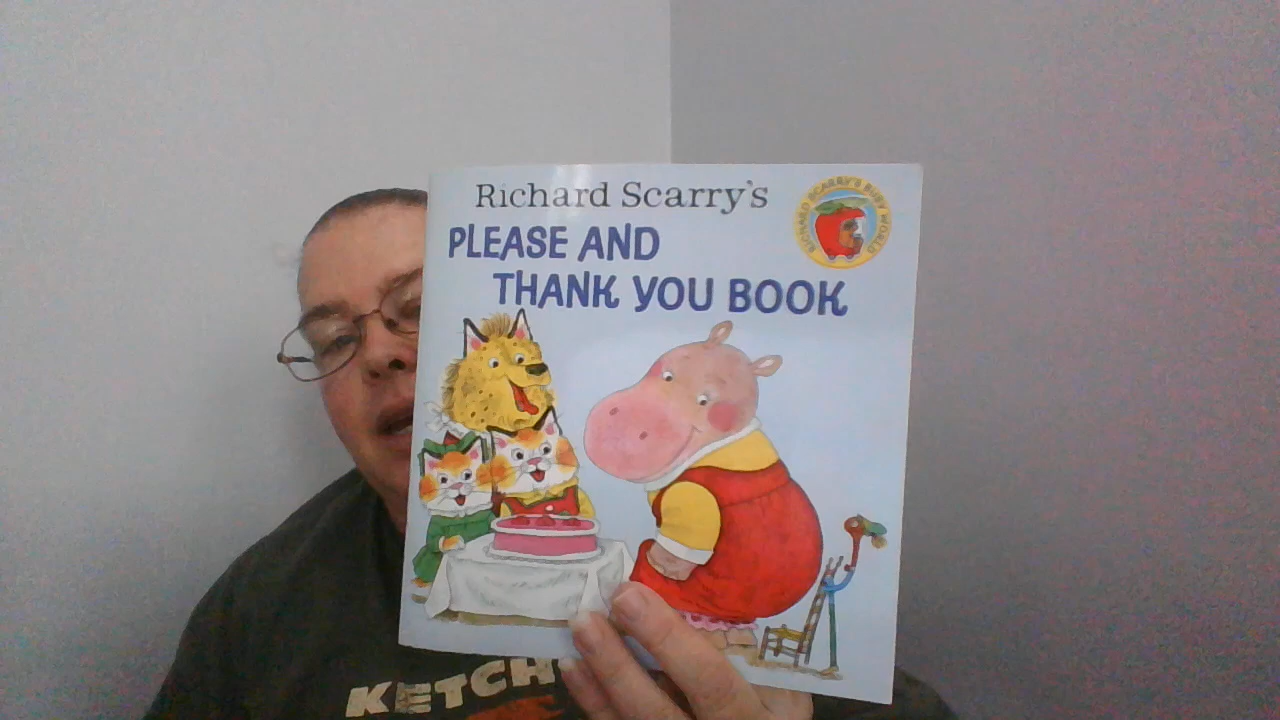 Richard Scarry's
PLEASE AND
THANK YOU BOOK
RICHARD SCARRY'S BUSY WORLD
KETCH